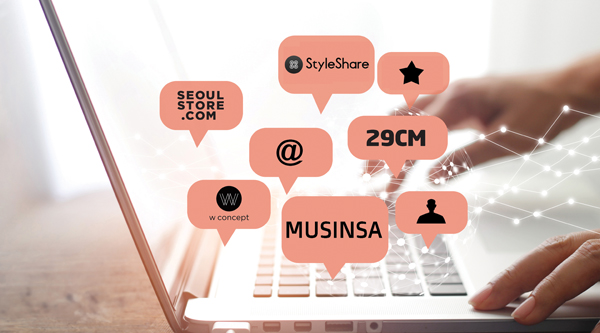 StyleShare
SEOUL
STORE
.COM
29CM
@
W
w concept
MUSINSA